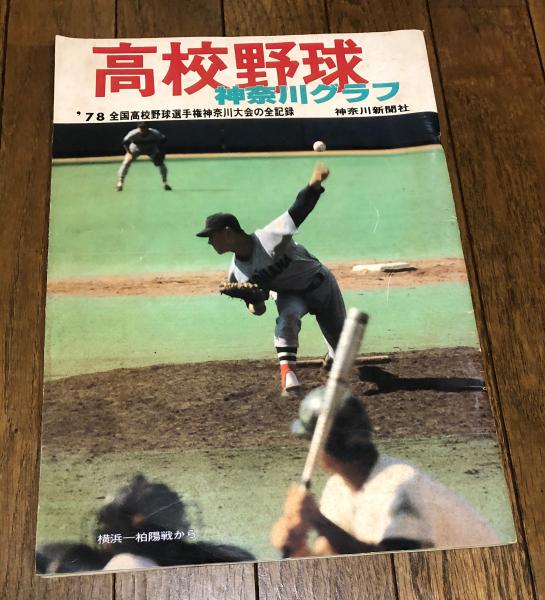 高校野球
神奈川グラフ
'78 全国高校野球選手権神奈川大会の全記録 神奈川新聞社
横浜―柏陽戦から